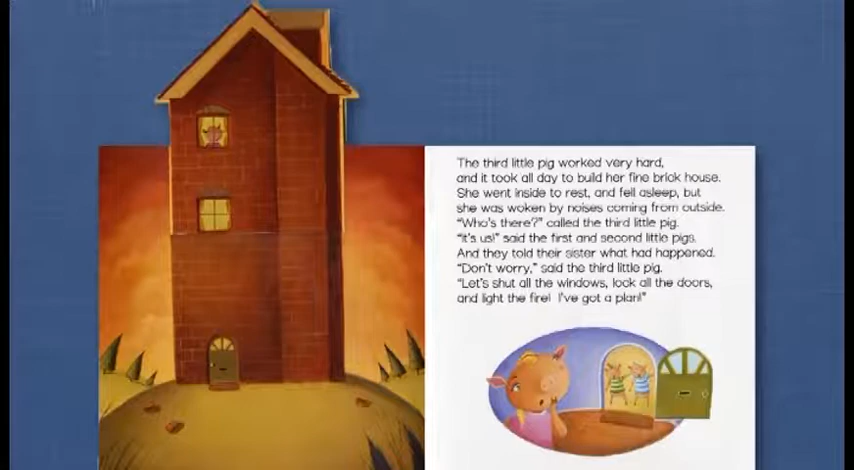 The third little pig worked very hard,
and it took all day to build her fine brick house.
She went inside to rest, and fell asleep, but
she was woken by noises coming from outside.
"Who's there?" called the third little pig.
"It's us!" said the first and second little pigs.
And they told their sister what had happened.
"Don't worry," said the third little pig.
"Let's shut all the windows, lock all the doors,
and light the fire! I've got a plan!"